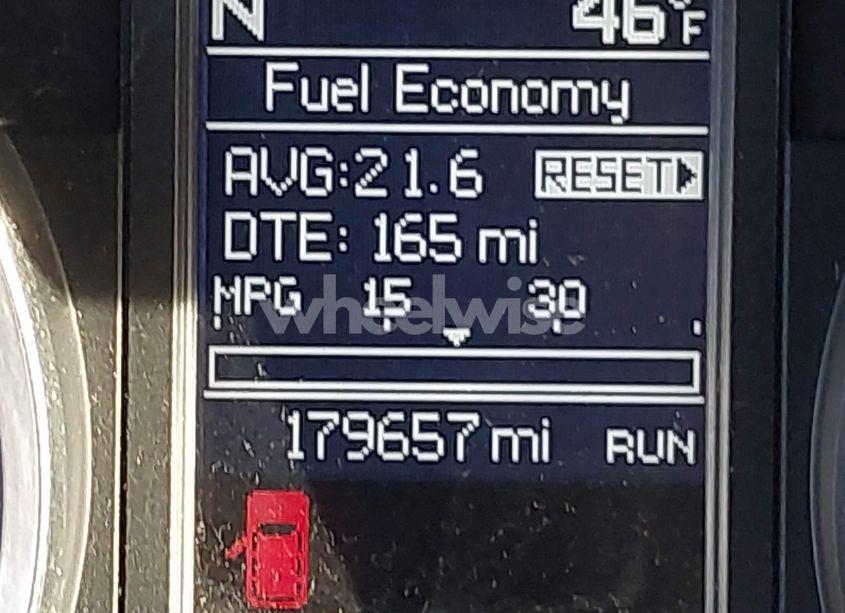 N 46°F
Fuel Economy
AVG:21.6 RESET
DTE: 165 mi
MPG 15 30
wheelwise
179657 mi RUN